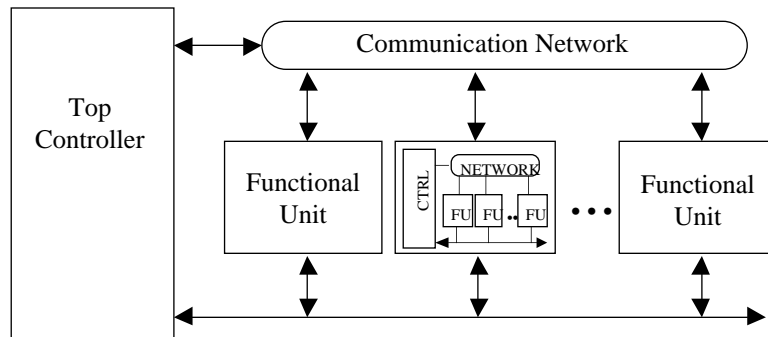 Communication Network
Top
Controller
Functional
Unit
CTRL
NETWORK
FU
FU
..
FU
...
Functional
Unit